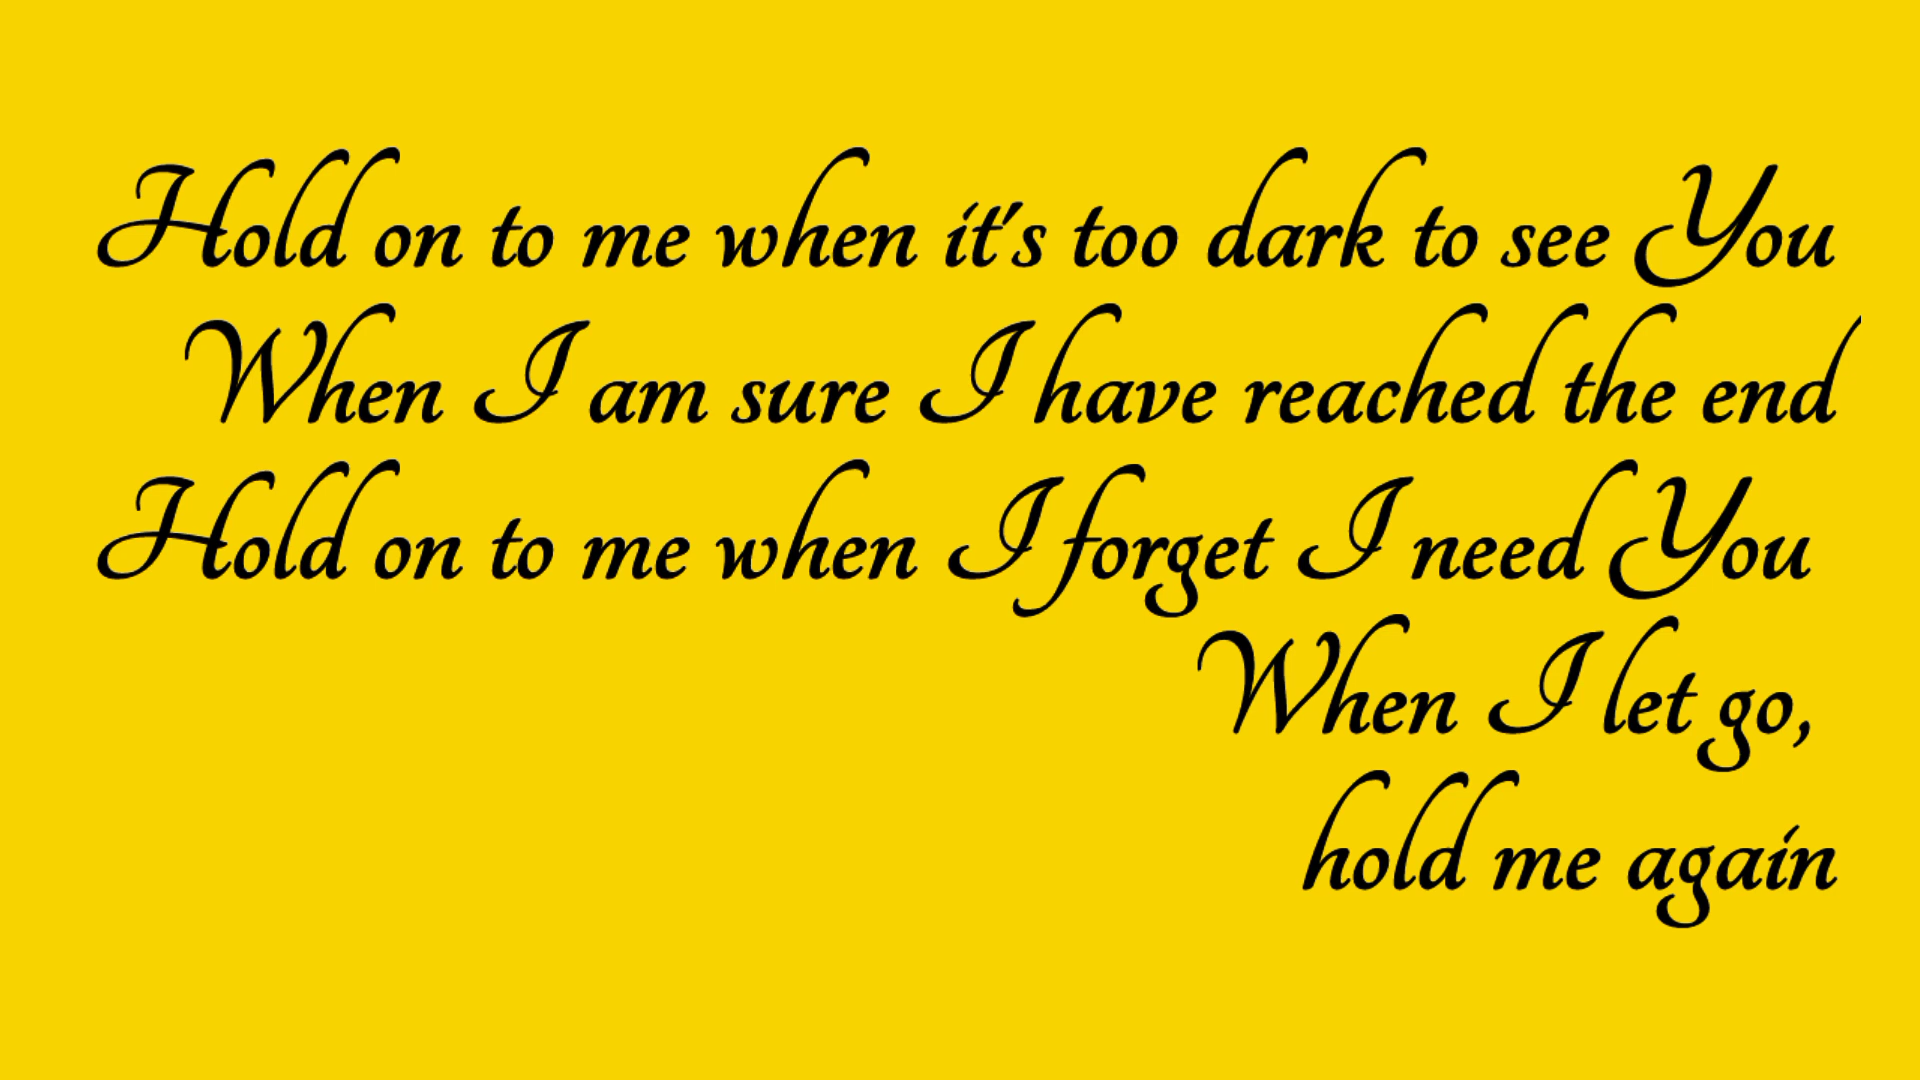 Hold on to me when it's too dark to see You
When I am sure I have reached the end
Hold on to me when I forget I need You
When I let go,
hold me again